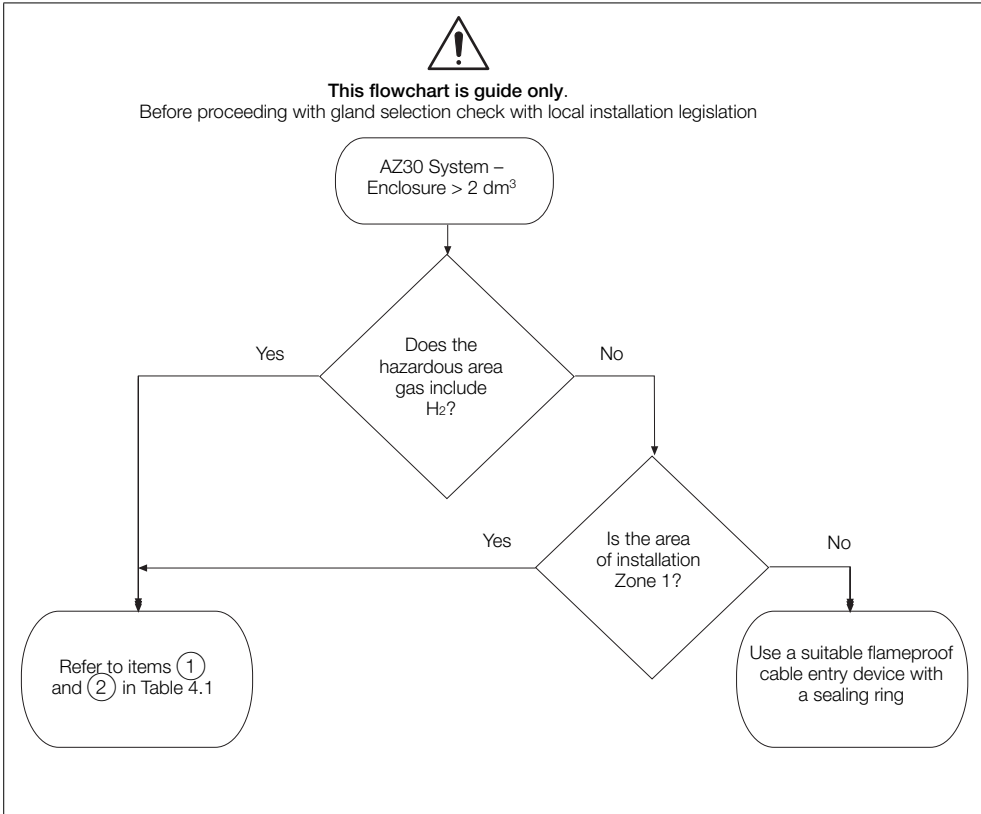 This flowchart is guide only.
Before proceeding with gland selection check with local installation legislation
AZ30 System –
Enclosure > 2 dm³
Does the
hazardous area
gas include
H₂?
Yes
No
Is the area
of installation
Zone 1?
Yes
No
Refer to items ①
and ② in Table 4.1
Use a suitable flameproof
cable entry device with
a sealing ring